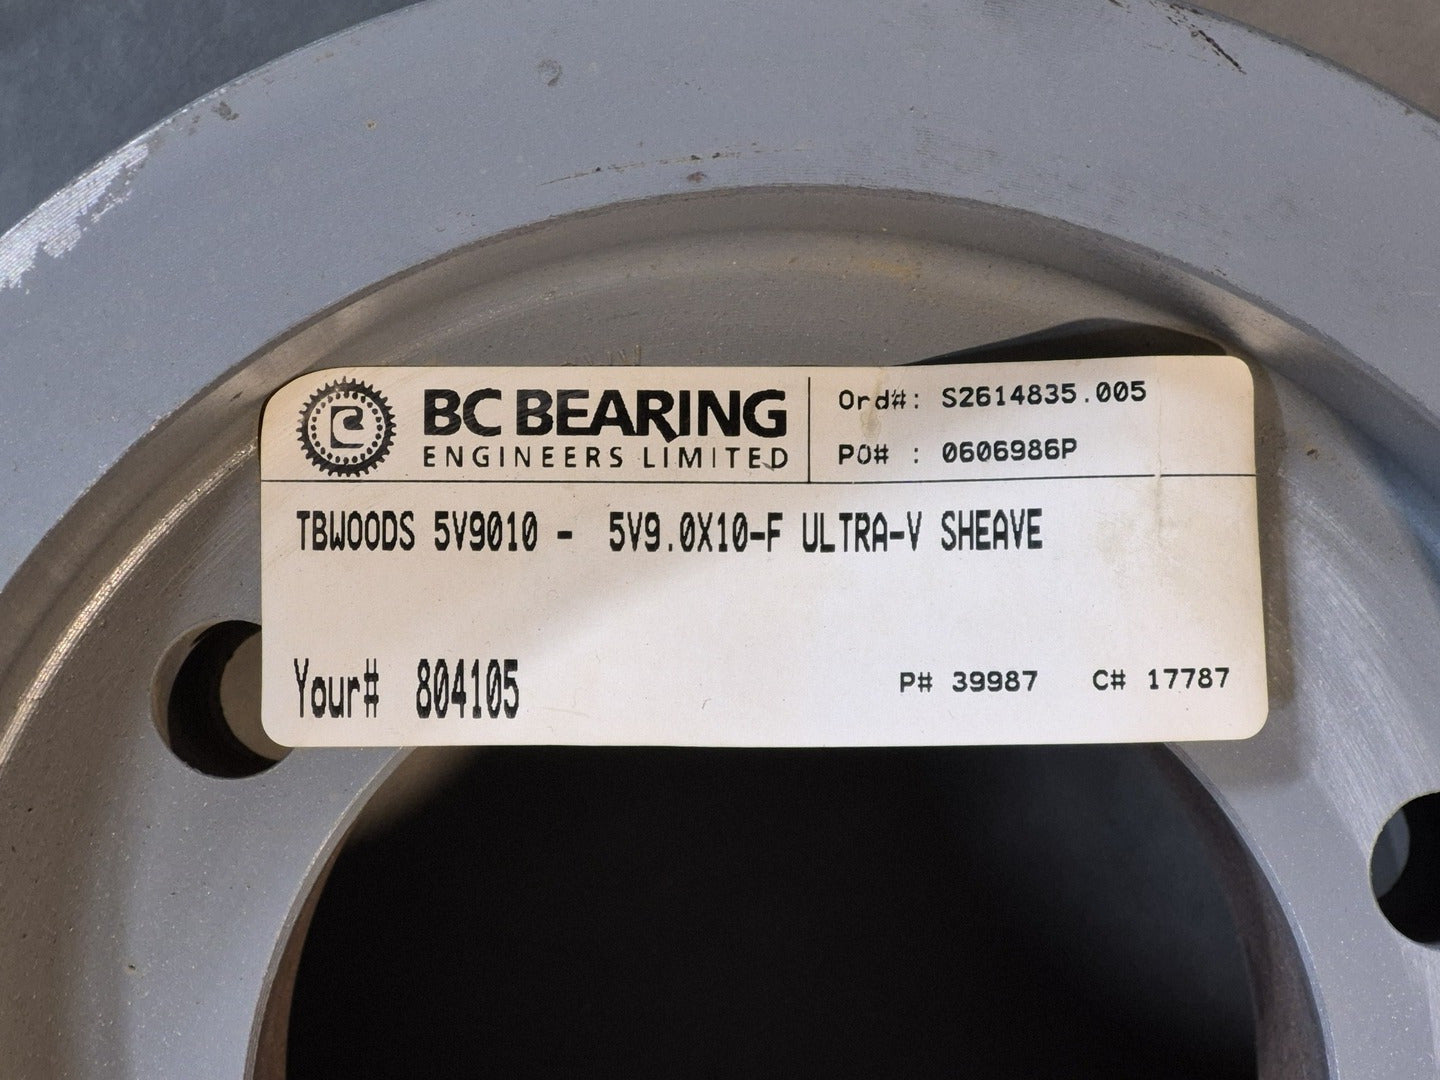 BC BEARING
ENGINEERS LIMITED
Ord#: S2614835.005
PO# : 0606986P
TBWOODS 5V9010 - 5V9.0X10-F ULTRA-V SHEAVE
Your# 804105
P# 39987 C# 17787